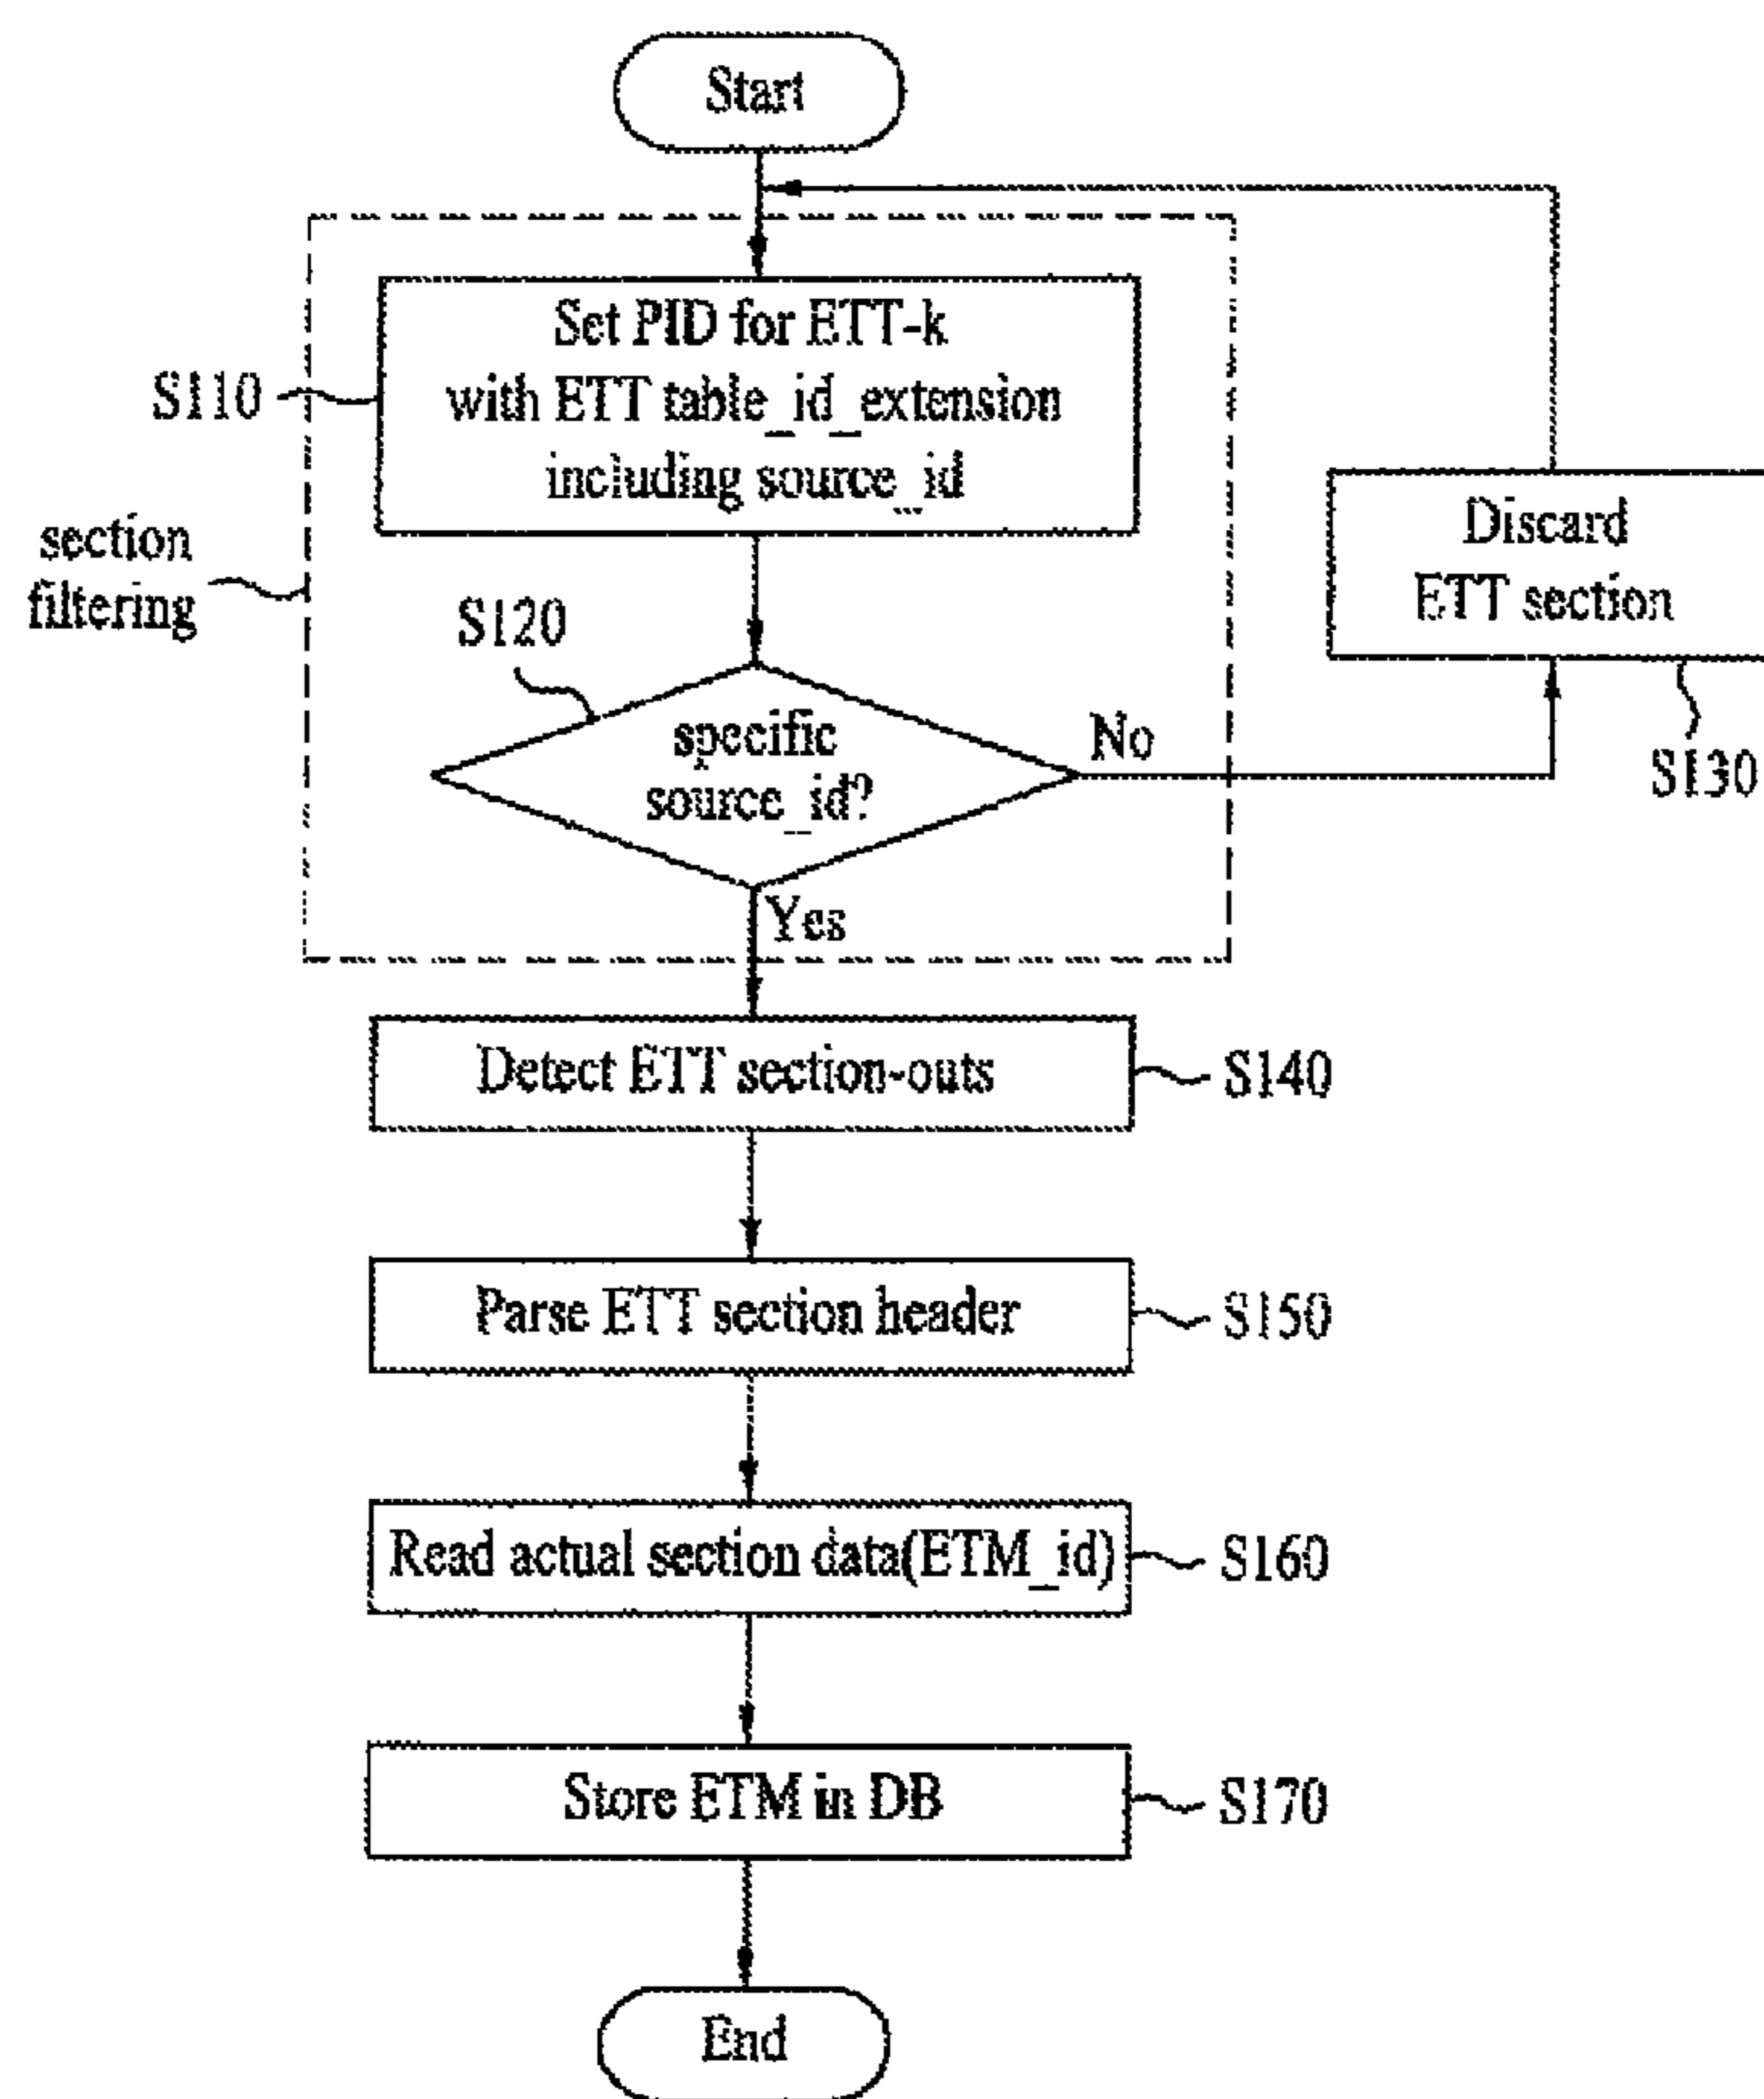 Start
Set PID for ETT-k
with ETT table_id_extension
including source_id
S110
section
filtering
S120
specific
source_id?
No
Yes
Discard
ETT section
S130
Detect ETT section-outs
S140
Parse ETT section header
S150
Read actual section data(ETM_id)
S160
Store ETM in DB
S170
End